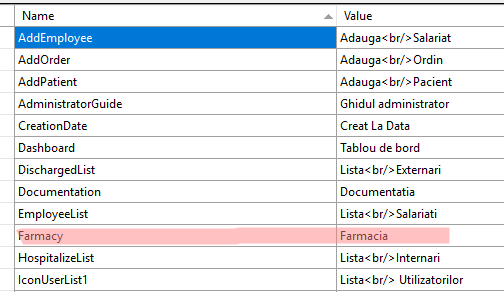 Name Value
AddEmployee Adauga<br/>Salariat
AddOrder Adauga<br/>Ordin
AddPatient Adauga<br/>Pacient
AdministratorGuide Ghidul administrator
CreationDate Creat La Data
Dashboard Tablou de bord
DischargedList Lista<br/>Externari
Documentation Documentatia
EmployeeList Lista<br/>Salariati
Farmacy Farmacia
HospitalizeList Lista<br/>Internari
IconUserList1 Lista<br/> Utilizatorilor